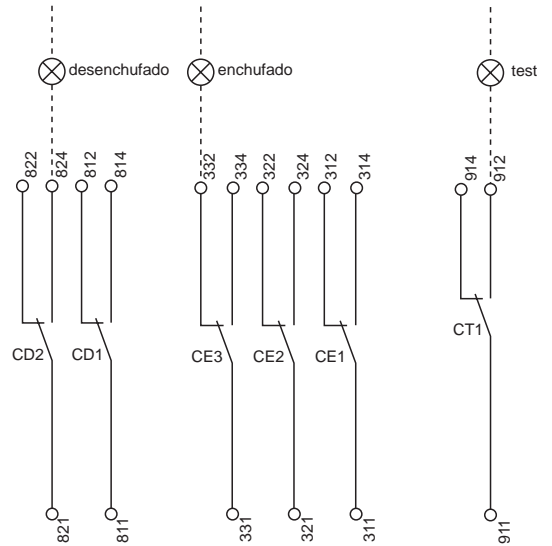 desenchufado
enchufado
test
822
824
812
814
332
334
322
324
312
314
914
912
CD2
CD1
CE3
CE2
CE1
CT1
821
811
331
321
311
911